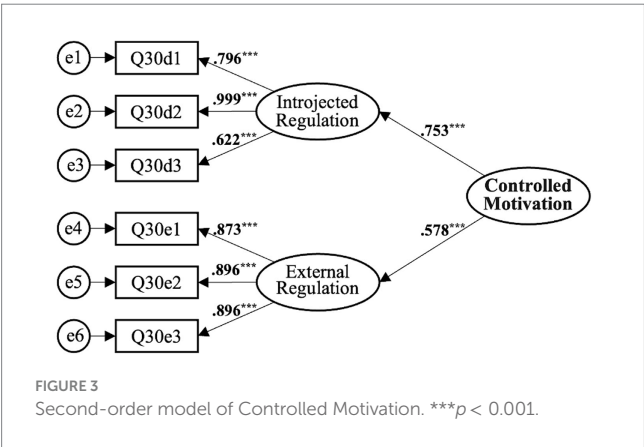 e1
Q30d1
.796***
e2
Q30d2
.999***
Introjected
Regulation
e3
Q30d3
.622***
.753***
Controlled
Motivation
e4
Q30e1
.873***
.578***
e5
Q30e2
.896***
External
Regulation
e6
Q30e3
.896***
FIGURE 3
Second-order model of Controlled Motivation. ***p < 0.001.